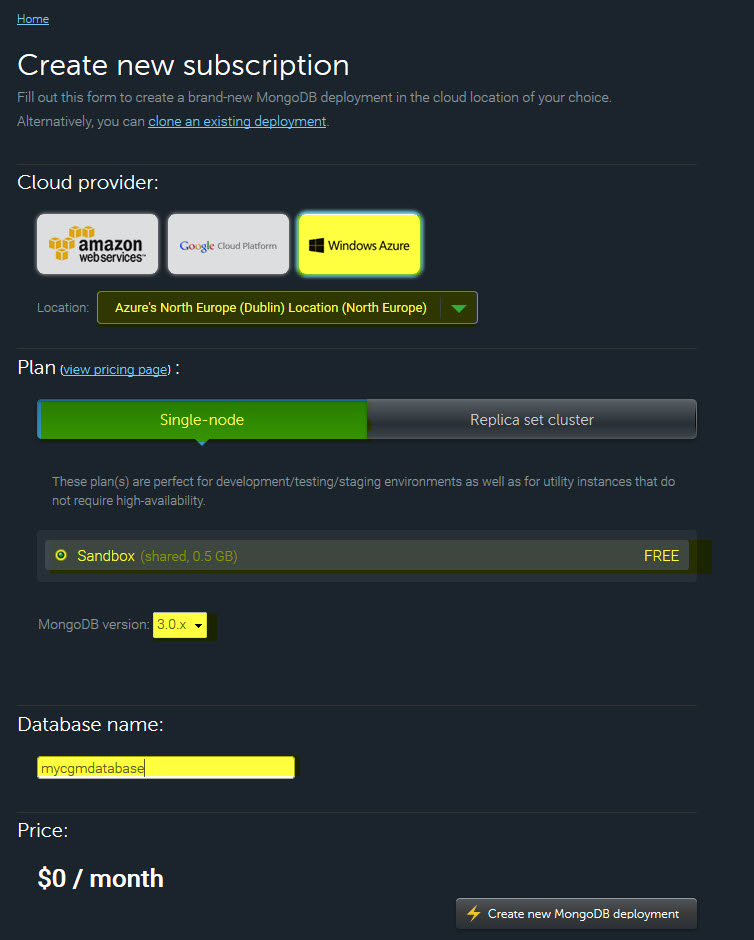 Home
Create new subscription
Fill out this form to create a brand-new MongoDB deployment in the cloud location of your choice.
Alternatively, you can clone an existing deployment.
Cloud provider:
amazon webservices™
Google Cloud Platform
Windows Azure
Location: Azure's North Europe (Dublin) Location (North Europe)
Plan (view pricing page) :
Single-node
Replica set cluster
These plan(s) are perfect for development/testing/staging environments as well as for utility instances that do
not require high-availability.
Sandbox (shared, 0.5 GB) FREE
MongoDB version: 3.0.x
Database name:
mycgmdatabase
Price:
$0 / month
Create new MongoDB deployment